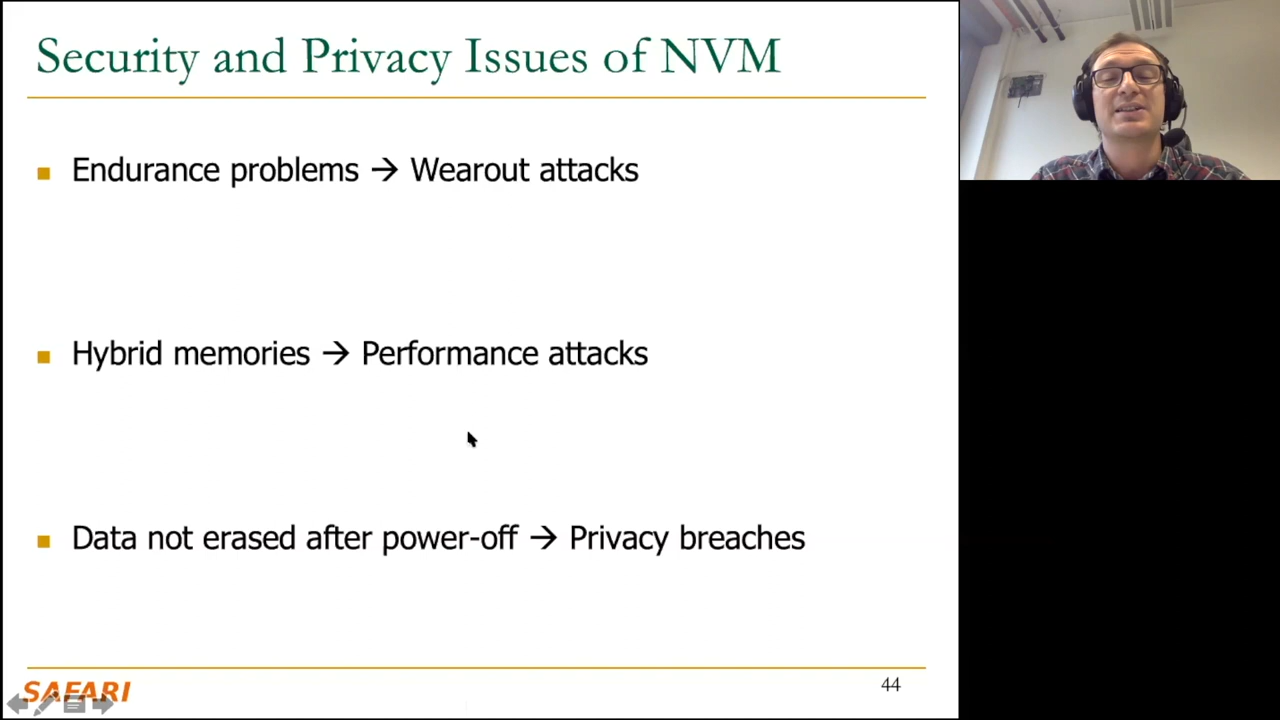 Security and Privacy Issues of NVM
Endurance problems → Wearout attacks
Hybrid memories → Performance attacks
Data not erased after power-off → Privacy breaches
SAFARI
44